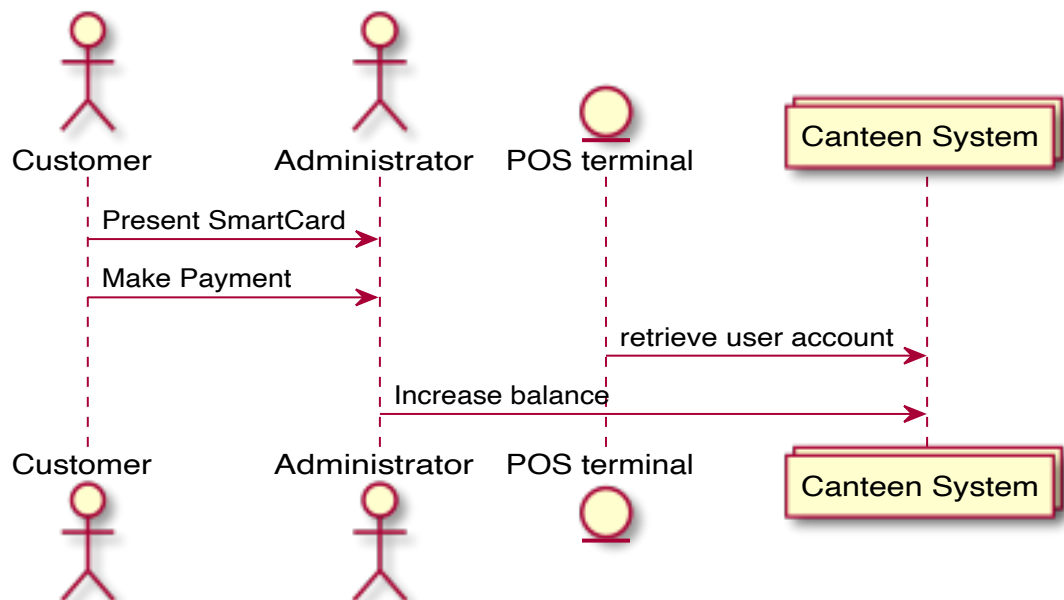 Customer
Administrator
POS terminal
Canteen System
Present SmartCard
Make Payment
retrieve user account
Increase balance
Customer
Administrator
POS terminal
Canteen System